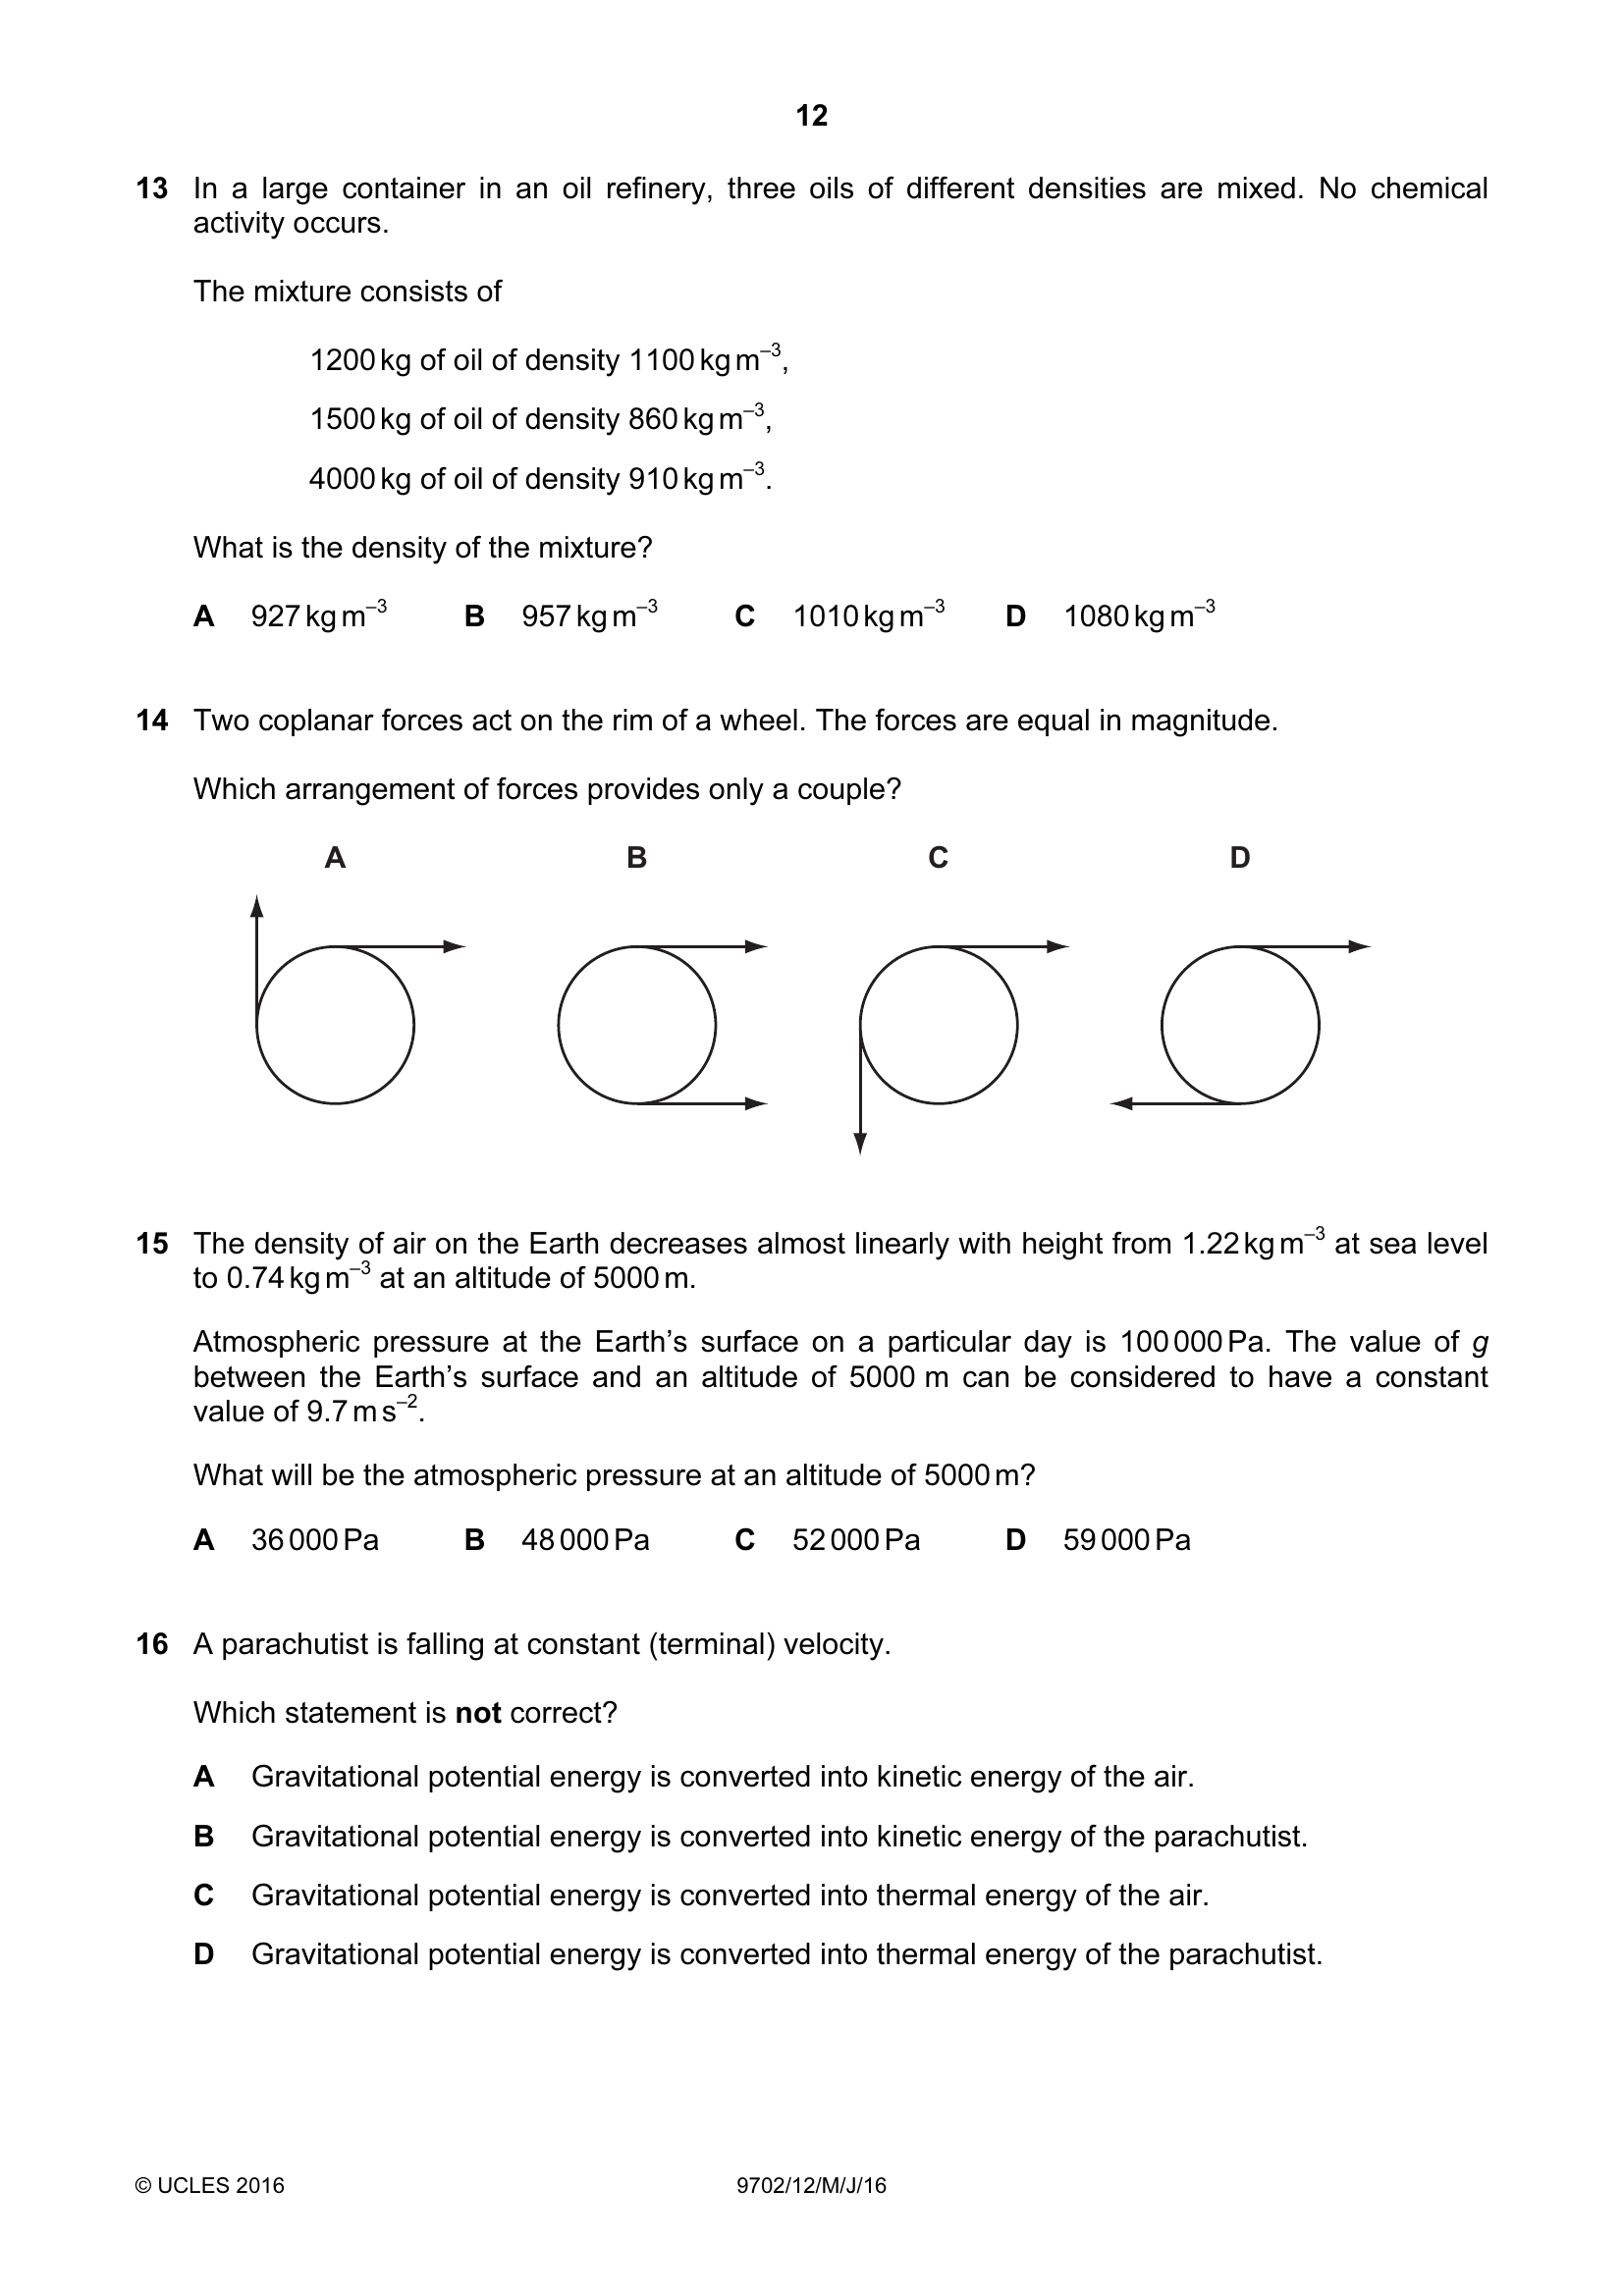 12
13 In a large container in an oil refinery, three oils of different densities are mixed. No chemical
activity occurs.
The mixture consists of
1200 kg of oil of density 1100 kg m⁻³,
1500 kg of oil of density 860 kg m⁻³,
4000 kg of oil of density 910 kg m⁻³.
What is the density of the mixture?
A 927 kg m⁻³ B 957 kg m⁻³ C 1010 kg m⁻³ D 1080 kg m⁻³
14 Two coplanar forces act on the rim of a wheel. The forces are equal in magnitude.
Which arrangement of forces provides only a couple?
A B C D
15 The density of air on the Earth decreases almost linearly with height from 1.22 kg m⁻³ at sea level
to 0.74 kg m⁻³ at an altitude of 5000 m.
Atmospheric pressure at the Earth’s surface on a particular day is 100 000 Pa. The value of g
between the Earth’s surface and an altitude of 5000 m can be considered to have a constant
value of 9.7 m s⁻².
What will be the atmospheric pressure at an altitude of 5000 m?
A 36 000 Pa B 48 000 Pa C 52 000 Pa D 59 000 Pa
16 A parachutist is falling at constant (terminal) velocity.
Which statement is not correct?
A Gravitational potential energy is converted into kinetic energy of the air.
B Gravitational potential energy is converted into kinetic energy of the parachutist.
C Gravitational potential energy is converted into thermal energy of the air.
D Gravitational potential energy is converted into thermal energy of the parachutist.
© UCLES 2016 9702/12/M/J/16